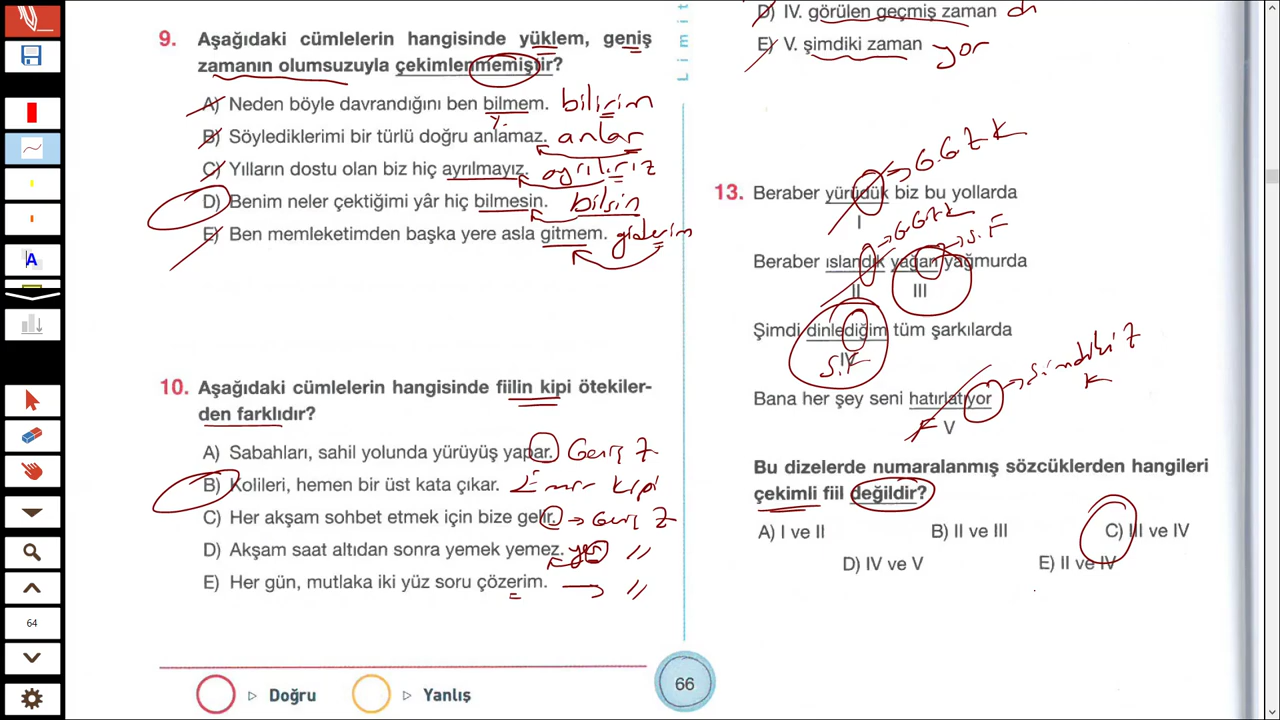 9. Aşağıdaki cümlelerin hangisinde yüklem, geniş
zamanın olumsuzuyla çekimlenmemiştir?
A) Neden böyle davrandığını ben bilmem. bilirim
B) Söylediklerimi bir türlü doğru anlamaz. anlar
C) Yılların dostu olan biz hiç ayrılmayız. ayrılırız
D) Benim neler çektiğimi yâr hiç bilmesin. bilsin
E) Ben memleketimden başka yere asla gitmem. giderim
10. Aşağıdaki cümlelerin hangisinde fiilin kipi ötekiler-
den farklıdır?
A) Sabahları, sahil yolunda yürüyüş yapar. Geniş Z
B) Kolileri, hemen bir üst kata çıkar. Emir kipi
C) Her akşam sohbet etmek için bize gelir. → Geniş Z
D) Akşam saat altıdan sonra yemek yemez. yer "
E) Her gün, mutlaka iki yüz soru çözerim. → "
Doğru
Yanlış
Limit
66
D) IV. görülen geçmiş zaman dı
E) V. şimdiki zaman yor
13. Beraber yürüdük biz bu yollarda
I
→ G.G Z K
Beraber ıslandık yağan yağmurda
II III
→ G.G Z K → S.F
Şimdi dinlediğim tüm şarkılarda
IV
S.F
Bana her şey seni hatırlatıyor
V
→ Şimdiki Z
K
Bu dizelerde numaralanmış sözcüklerden hangileri
çekimli fiil değildir?
A) I ve II B) II ve III C) III ve IV
D) IV ve V E) II ve IV
A
64